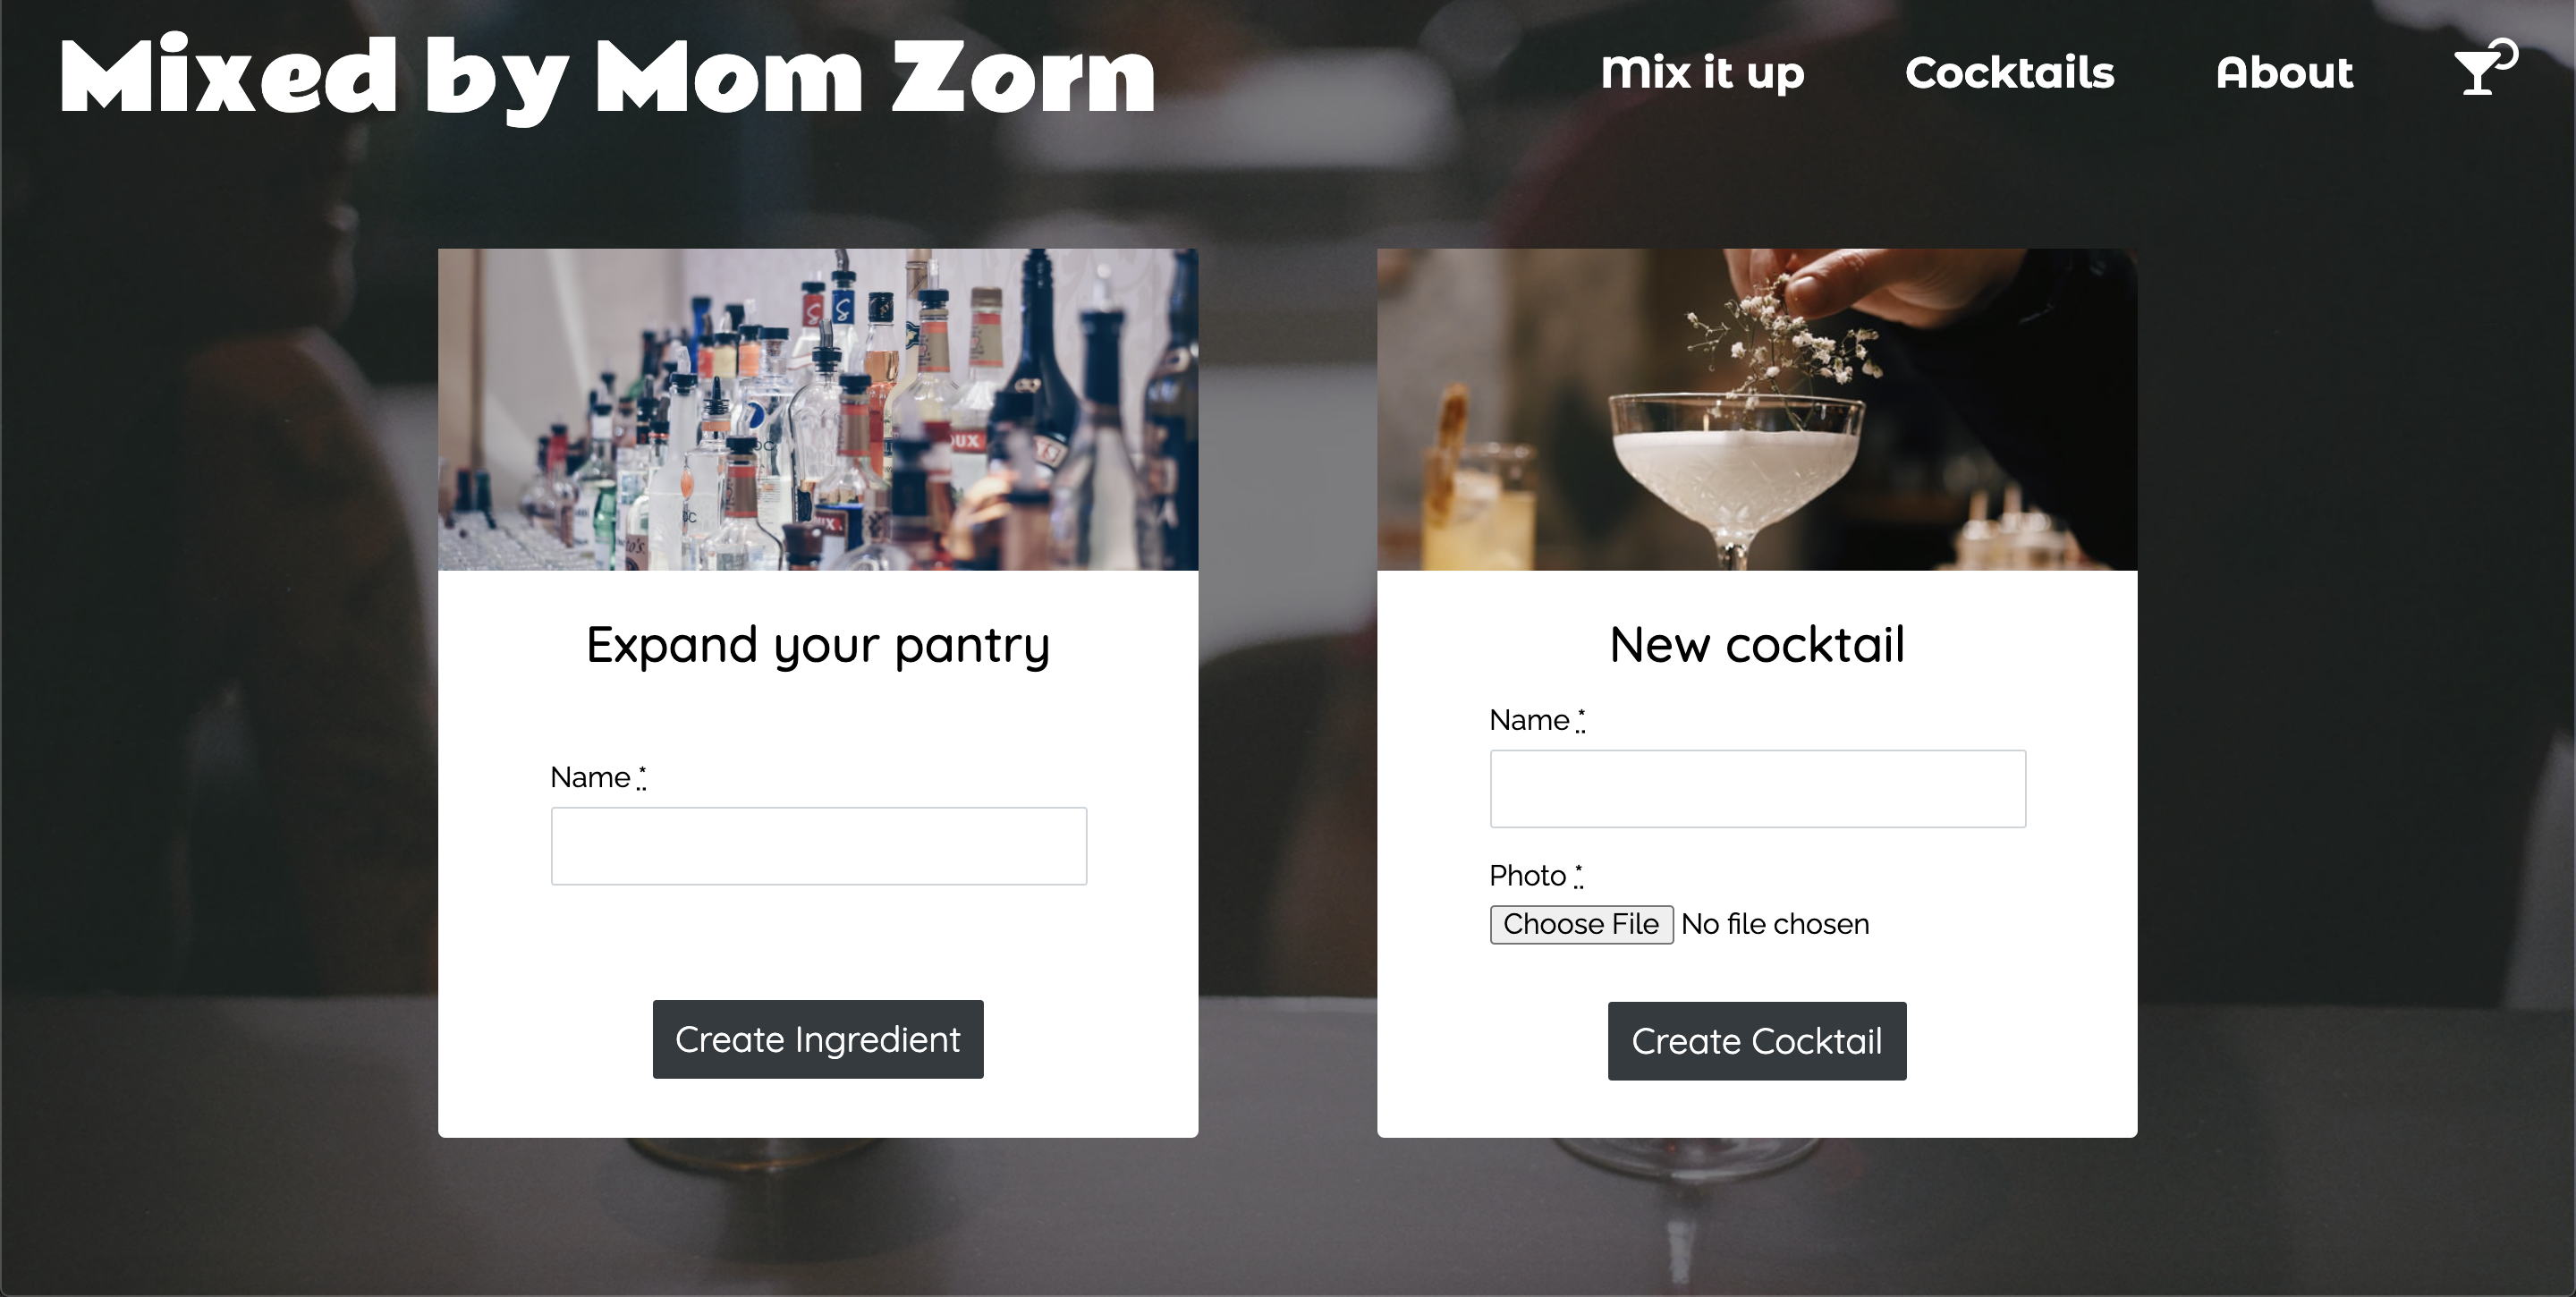 Mixed by Mom Zorn
Mix it up
Cocktails
About
Expand your pantry
Name *
Create Ingredient
New cocktail
Name *
Photo *
Choose File No file chosen
Create Cocktail